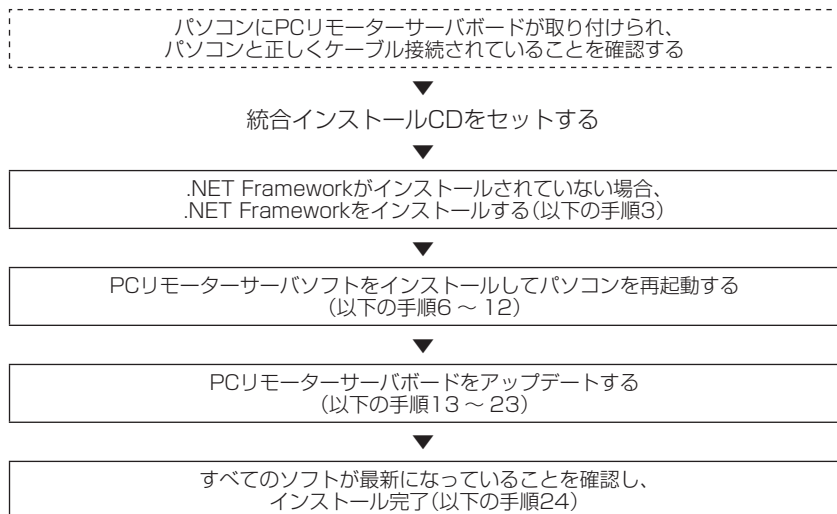 パソコンにPCリモーターサーバボードが取り付けられ、
パソコンと正しくケーブル接続されていることを確認する
統合インストールCDをセットする
.NET Frameworkがインストールされていない場合、
.NET Frameworkをインストールする(以下の手順3)
PCリモーターサーバソフトをインストールしてパソコンを再起動する
(以下の手順6 ~ 12)
PCリモーターサーバボードをアップデートする
(以下の手順13 ~ 23)
すべてのソフトが最新になっていることを確認し、
インストール完了(以下の手順24)